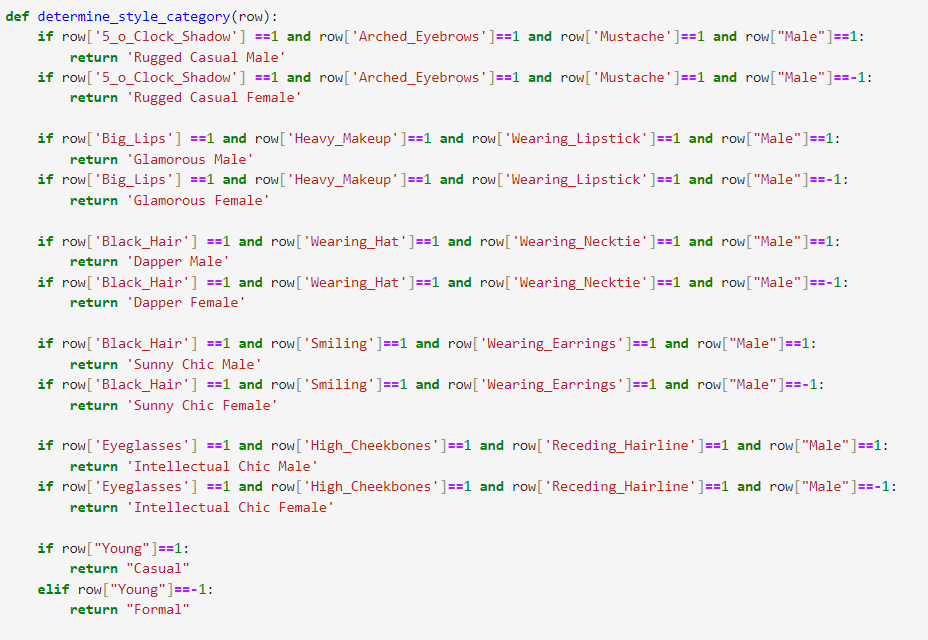 def determine_style_category(row):
    if row['5_o_Clock_Shadow'] ==1 and row['Arched_Eyebrows']==1 and row['Mustache']==1 and row["Male"]==1:
        return 'Rugged Casual Male'
    if row['5_o_Clock_Shadow'] ==1 and row['Arched_Eyebrows']==1 and row['Mustache']==1 and row["Male"]==-1:
        return 'Rugged Casual Female'

    if row['Big_Lips'] ==1 and row['Heavy_Makeup']==1 and row['Wearing_Lipstick']==1 and row["Male"]==1:
        return 'Glamorous Male'
    if row['Big_Lips'] ==1 and row['Heavy_Makeup']==1 and row['Wearing_Lipstick']==1 and row["Male"]==-1:
        return 'Glamorous Female'

    if row['Black_Hair'] ==1 and row['Wearing_Hat']==1 and row['Wearing_Necktie']==1 and row["Male"]==1:
        return 'Dapper Male'
    if row['Black_Hair'] ==1 and row['Wearing_Hat']==1 and row['Wearing_Necktie']==1 and row["Male"]==-1:
        return 'Dapper Female'

    if row['Black_Hair'] ==1 and row['Smiling']==1 and row['Wearing_Earrings']==1 and row["Male"]==1:
        return 'Sunny Chic Male'
    if row['Black_Hair'] ==1 and row['Smiling']==1 and row['Wearing_Earrings']==1 and row["Male"]==-1:
        return 'Sunny Chic Female'

    if row['Eyeglasses'] ==1 and row['High_Cheekbones']==1 and row['Receding_Hairline']==1 and row["Male"]==1:
        return 'Intellectual Chic Male'
    if row['Eyeglasses'] ==1 and row['High_Cheekbones']==1 and row['Receding_Hairline']==1 and row["Male"]==-1:
        return 'Intellectual Chic Female'

    if row["Young"]==1:
        return "Casual"
    elif row["Young"]==-1:
        return "Formal"